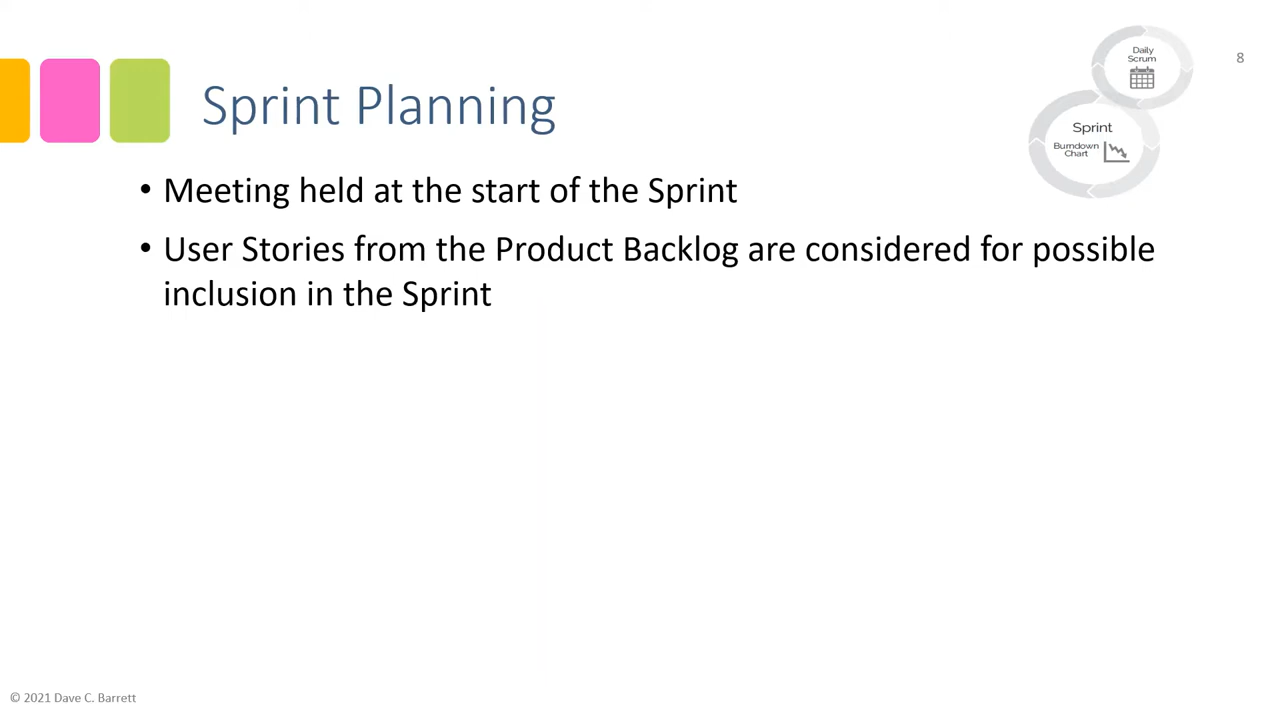 Daily
Scrum
8
Sprint Planning
Sprint
Burndown
Chart
• Meeting held at the start of the Sprint
• User Stories from the Product Backlog are considered for possible
inclusion in the Sprint
© 2021 Dave C. Barrett